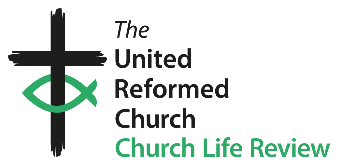 The
United
Reformed
Church
Church Life Review